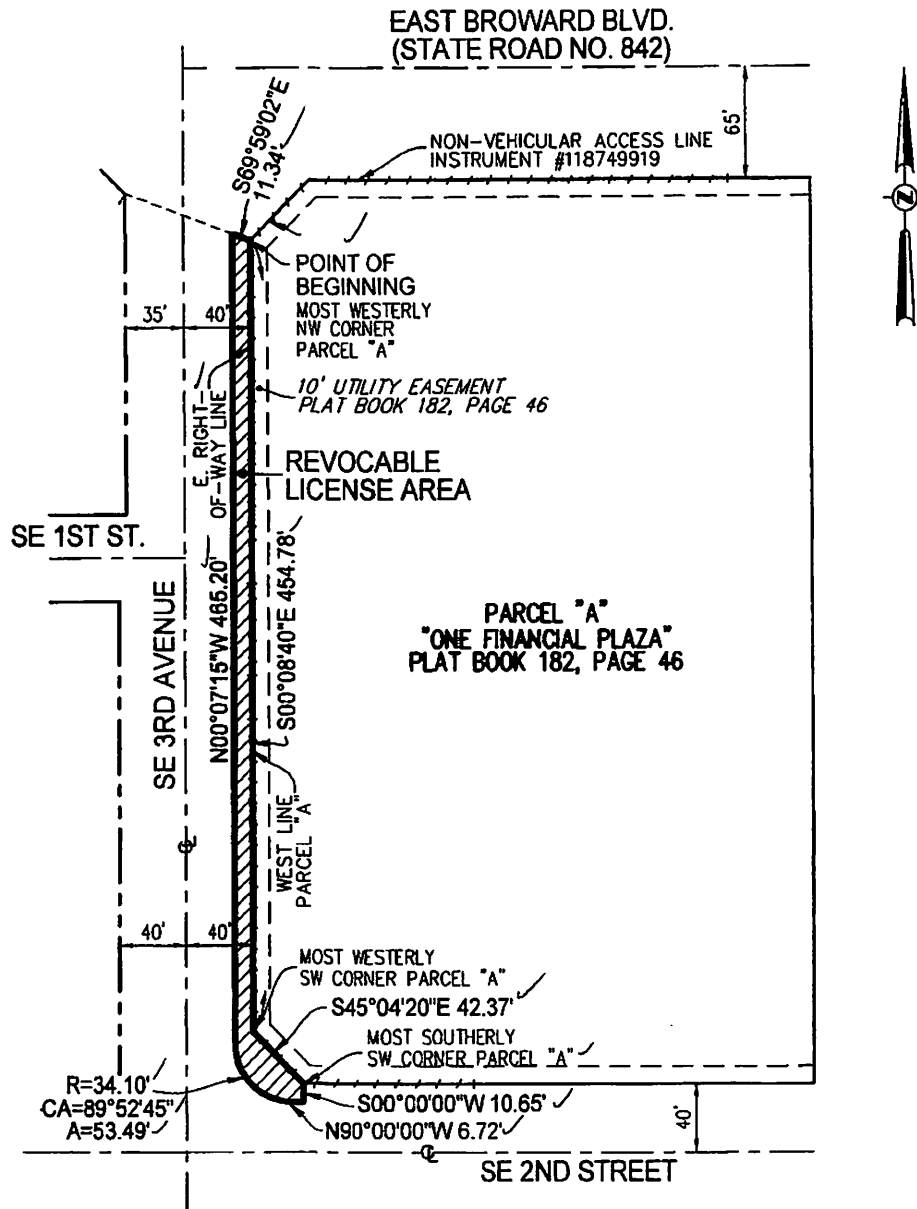 EAST BROWARD BLVD.
(STATE ROAD NO. 842)
S69°59'02"E
11.34'
65'
NON-VEHICULAR ACCESS LINE
INSTRUMENT #118749919
Z
POINT OF
BEGINNING
MOST WESTERLY
NW CORNER
PARCEL "A"
35'
40'
10' UTILITY EASEMENT
PLAT BOOK 182, PAGE 46
E. RIGHT-
OF-WAY LINE
REVOCABLE
LICENSE AREA
SE 1ST ST.
N00°07'15"W 465.20'
S00°08'40"E 454.78'
SE 3RD AVENUE
PARCEL "A"
"ONE FINANCIAL PLAZA"
PLAT BOOK 182, PAGE 46
WEST LINE
PARCEL "A"
40'
40'
MOST WESTERLY
SW CORNER PARCEL "A"
S45°04'20"E 42.37'
MOST SOUTHERLY
SW CORNER PARCEL "A"
R=34.10'
CA=89°52'45"
A=53.49'
S00°00'00"W 10.65'
N90°00'00"W 6.72'
40'
SE 2ND STREET